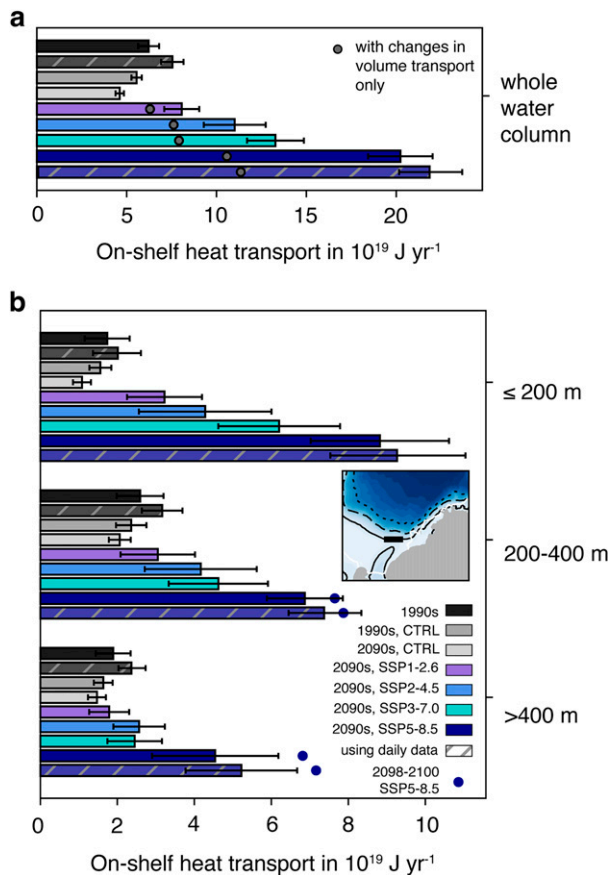 a
with changes in
volume transport
only
whole
water
column
0 5 10 15 20
On-shelf heat transport in 10¹⁹ J yr⁻¹
b
≤ 200 m
200-400 m
1990s
1990s, CTRL
2090s, CTRL
2090s, SSP1-2.6
2090s, SSP2-4.5
2090s, SSP3-7.0
2090s, SSP5-8.5
using daily data
2098-2100
SSP5-8.5
>400 m
0 2 4 6 8 10
On-shelf heat transport in 10¹⁹ J yr⁻¹